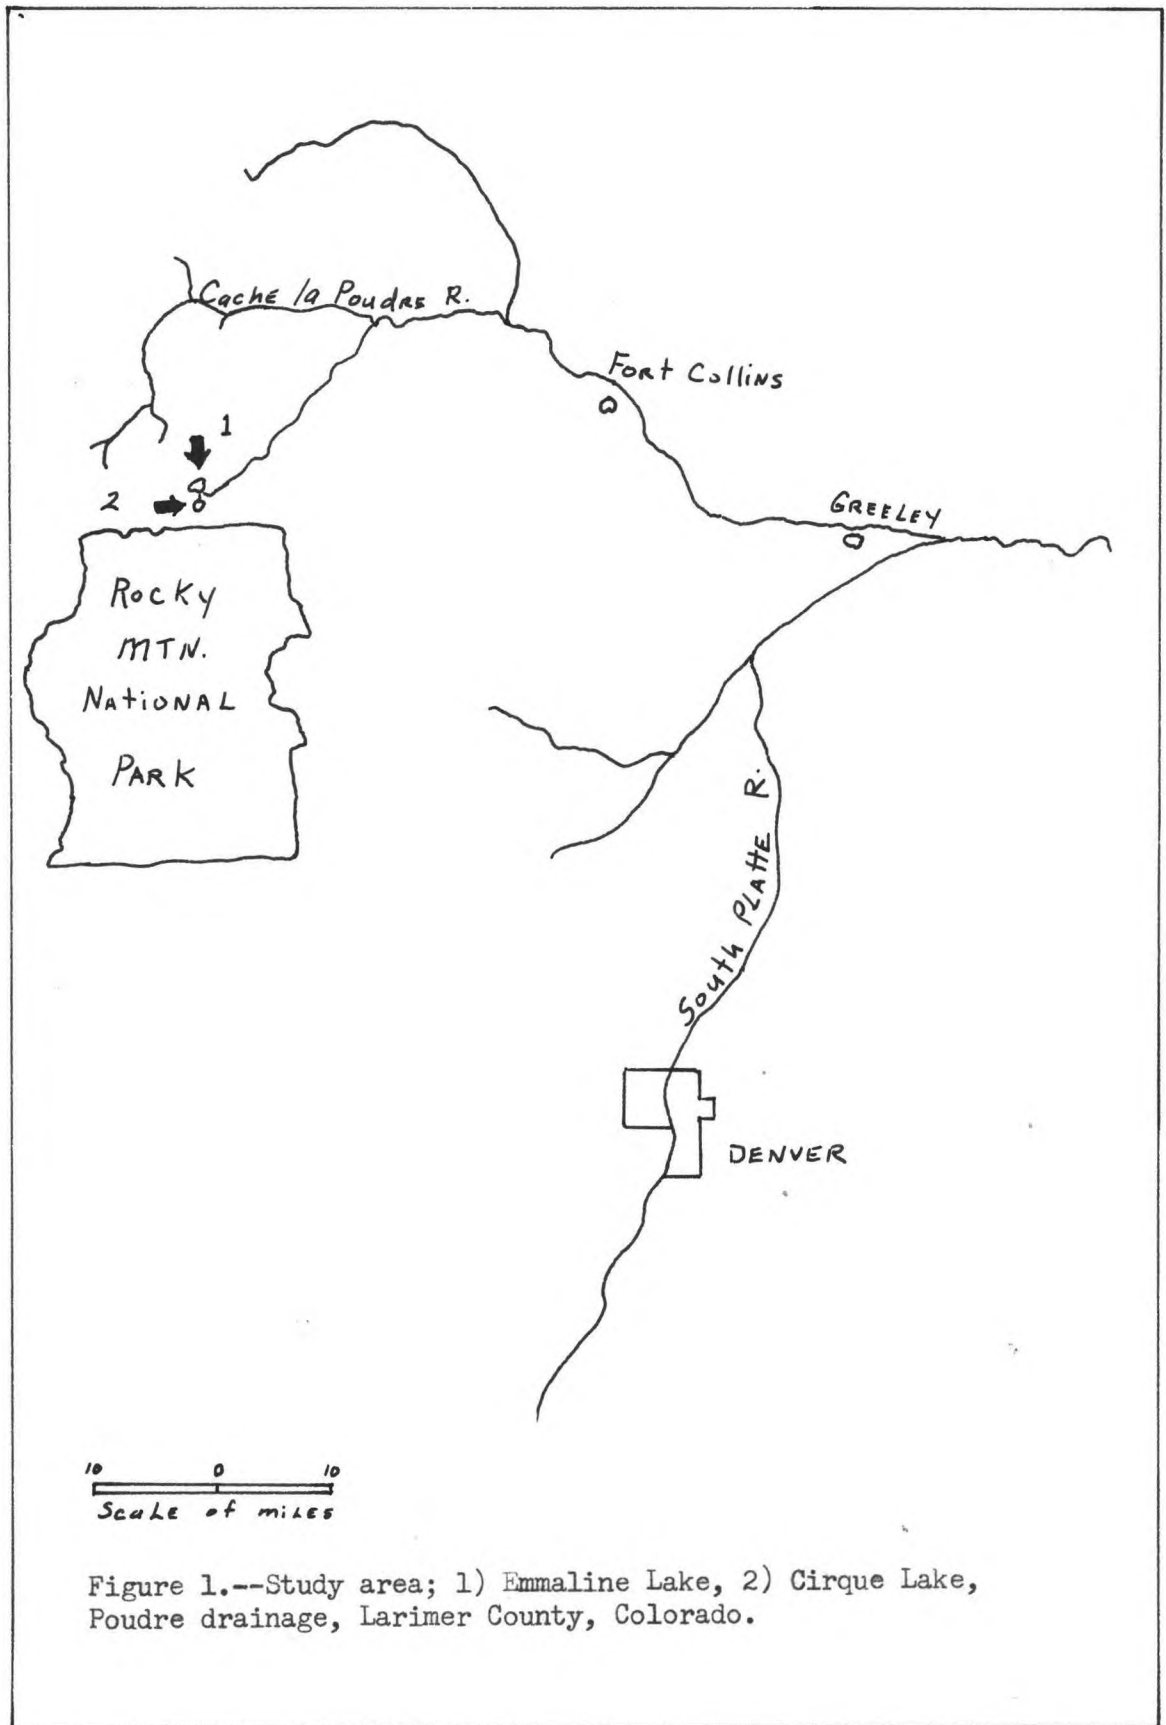 Cache la Poudre R.
Fort Collins
1
2
GREELEY
Rocky
MTN.
National
Park
South Platte R.
DENVER
10 0 10
Scale of miles
Figure 1.--Study area; 1) Emmaline Lake, 2) Cirque Lake,
Poudre drainage, Larimer County, Colorado.